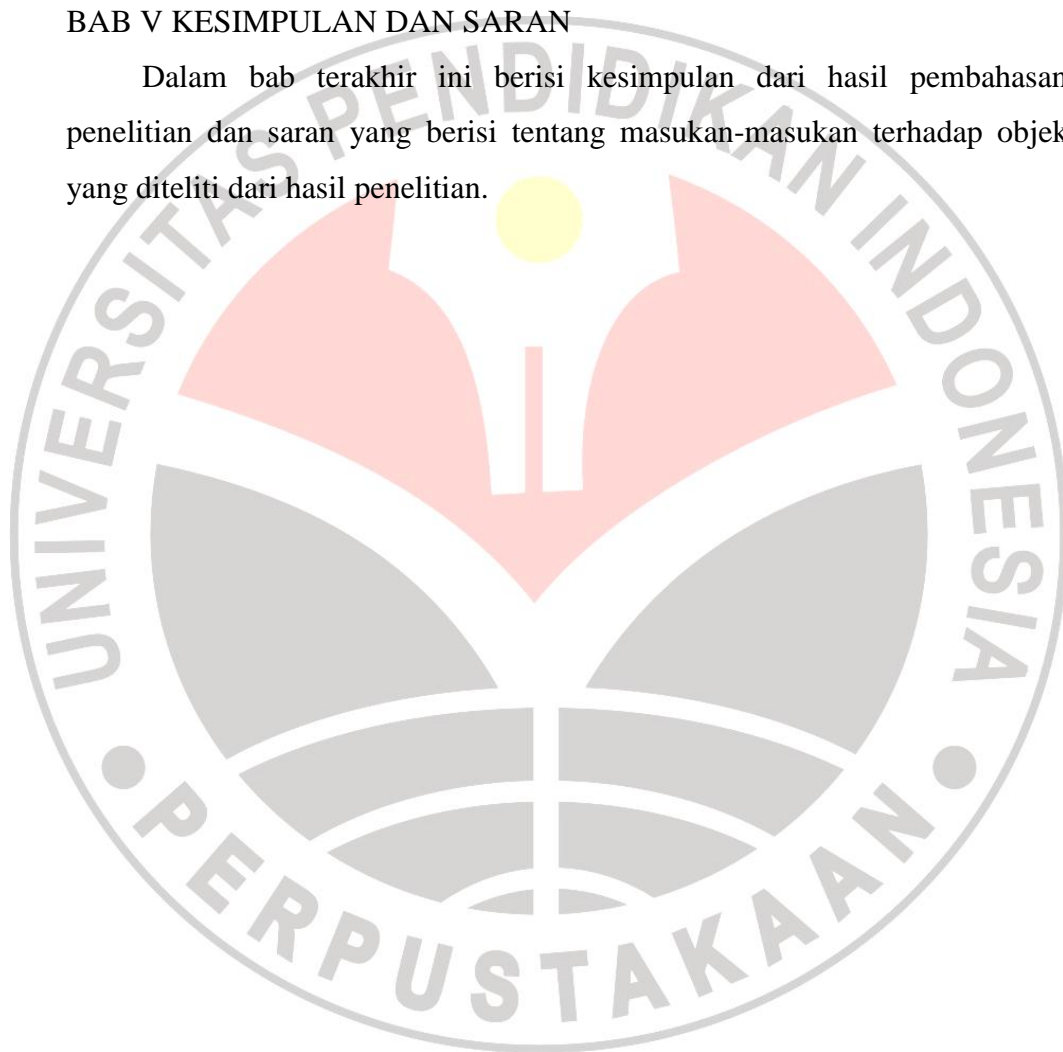 BAB V KESIMPULAN DAN SARAN
Dalam bab terakhir ini berisi kesimpulan dari hasil pembahasan
penelitian dan saran yang berisi tentang masukan-masukan terhadap objek
yang diteliti dari hasil penelitian.
UNIVERSITAS PENDIDIKAN INDONESIA
PERPUSTAKAAN